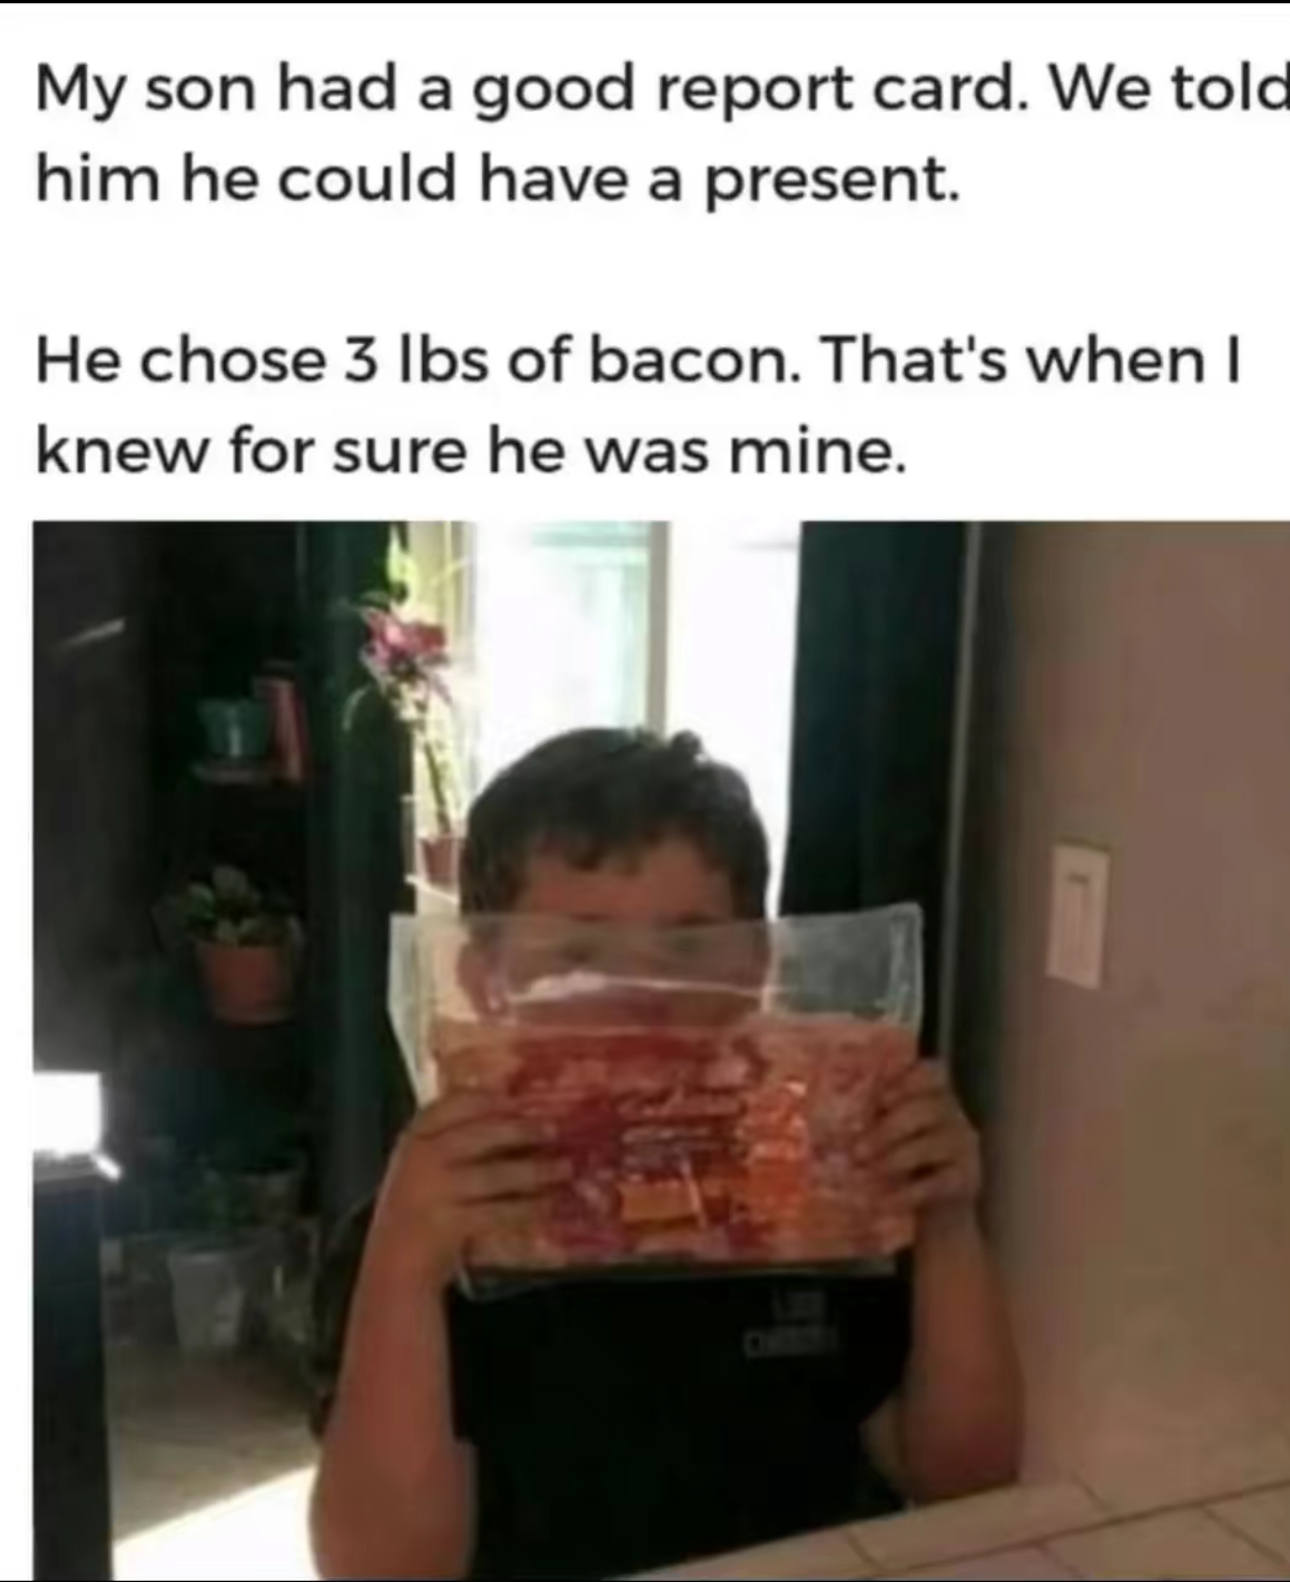 My son had a good report card. We told
him he could have a present.
He chose 3 lbs of bacon. That's when I
knew for sure he was mine.